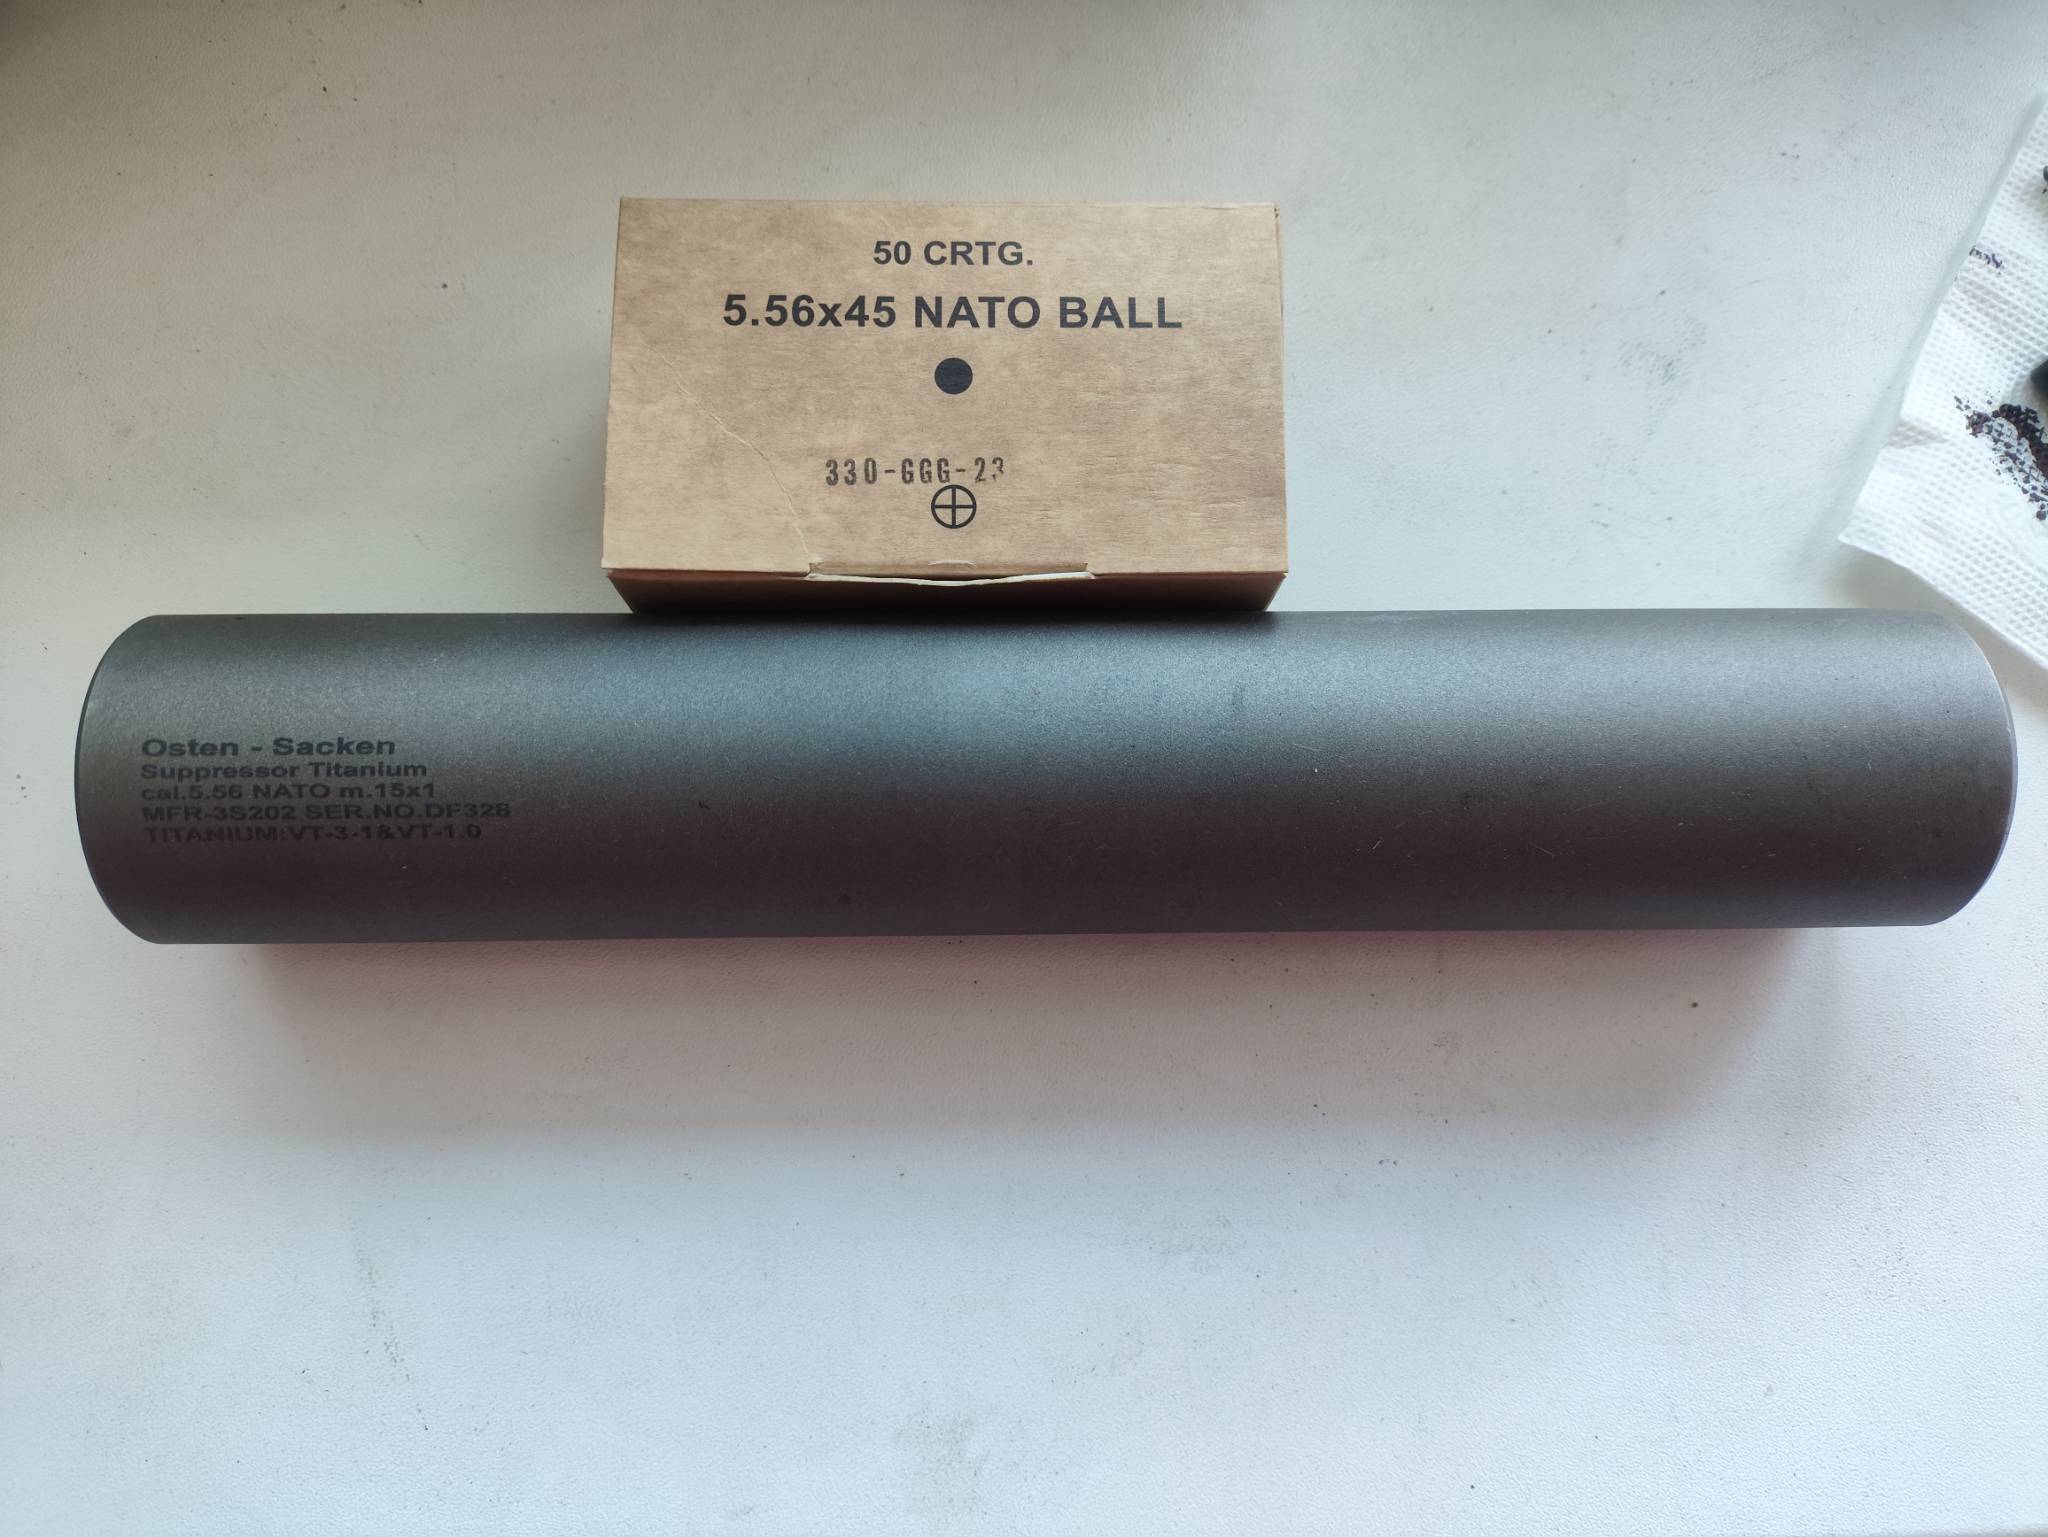 50 CRTG.
5.56x45 NATO BALL
330-GGG-23
Osten - Sacken
Suppressor Titanium
cal.5.56 NATO m.15x1
MFR-3S202 SER.NO.DF328
TITANIUM:VT-3-1&VT-1.0